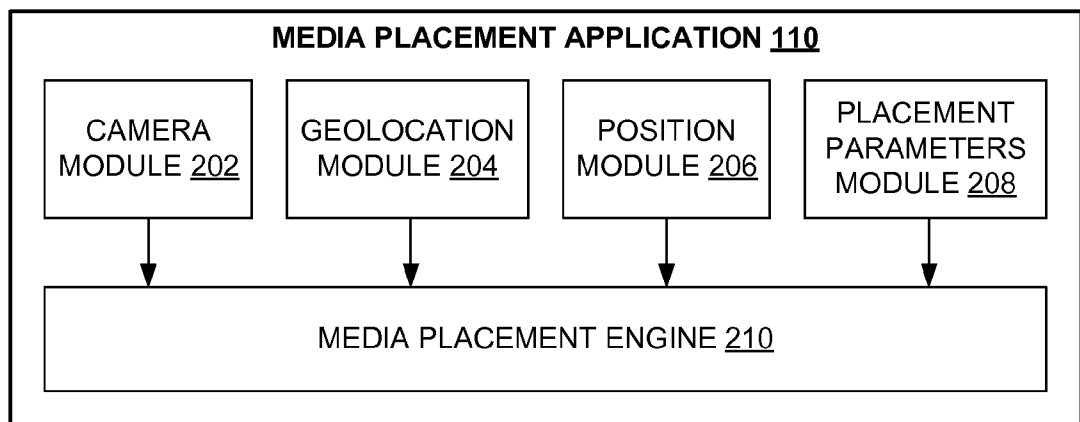 MEDIA PLACEMENT APPLICATION 110
CAMERA
MODULE 202
GEOLOCATION
MODULE 204
POSITION
MODULE 206
PLACEMENT
PARAMETERS
MODULE 208
MEDIA PLACEMENT ENGINE 210